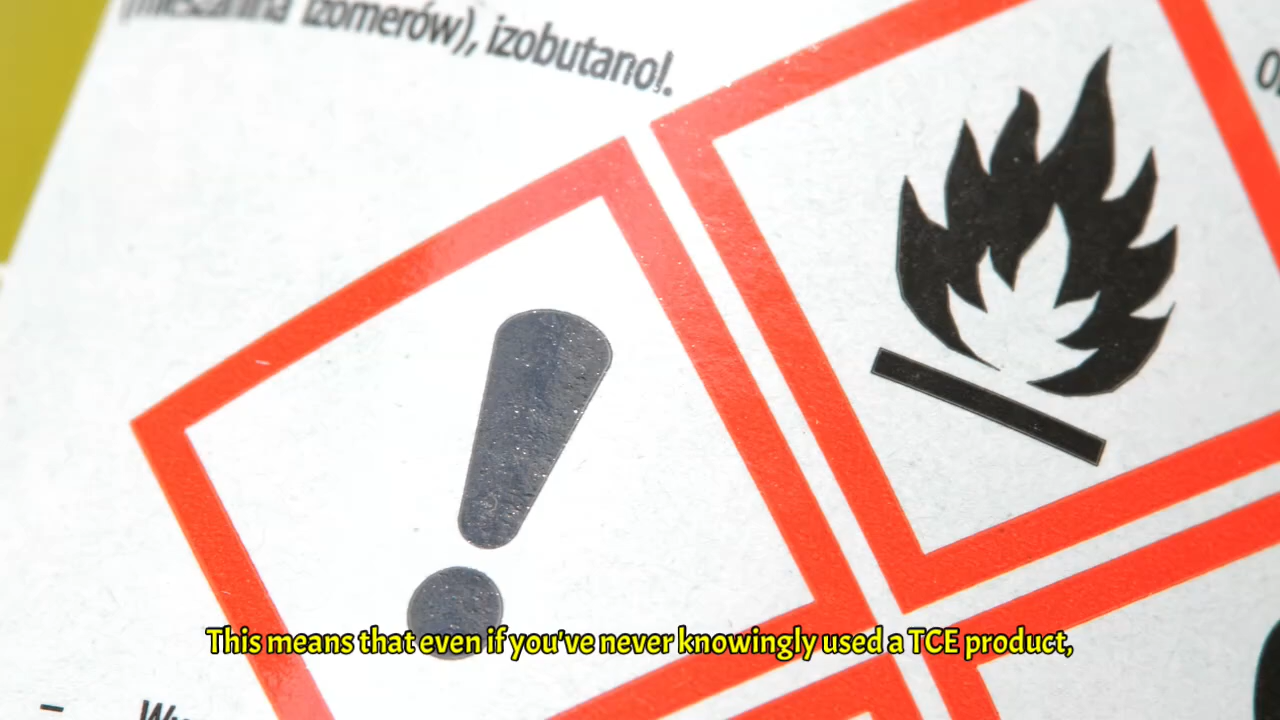 (mieszanina izomerów), izobutanol.
This means that even if you've never knowingly used a TCE product,